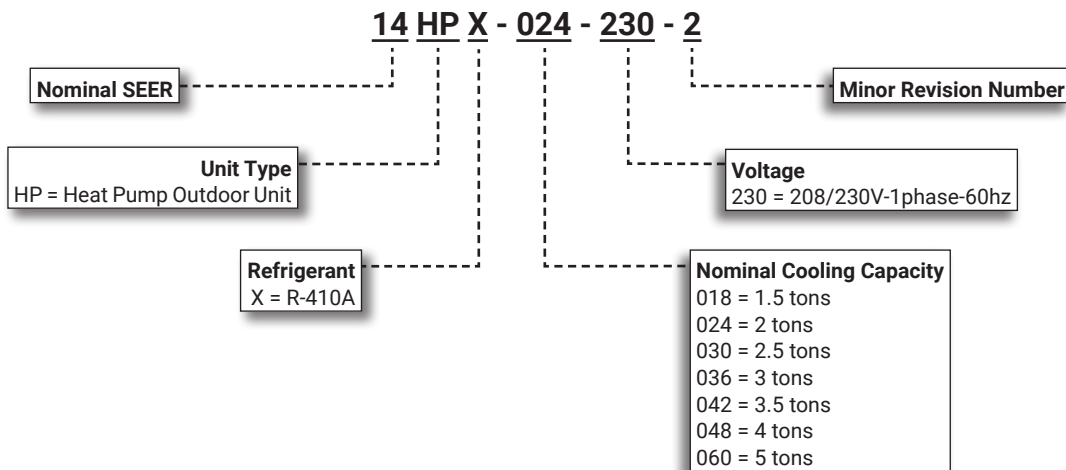 14 HP X - 024 - 230 - 2
Nominal SEER
Minor Revision Number
Unit Type
HP = Heat Pump Outdoor Unit
Voltage
230 = 208/230V-1phase-60hz
Refrigerant
X = R-410A
Nominal Cooling Capacity
018 = 1.5 tons
024 = 2 tons
030 = 2.5 tons
036 = 3 tons
042 = 3.5 tons
048 = 4 tons
060 = 5 tons